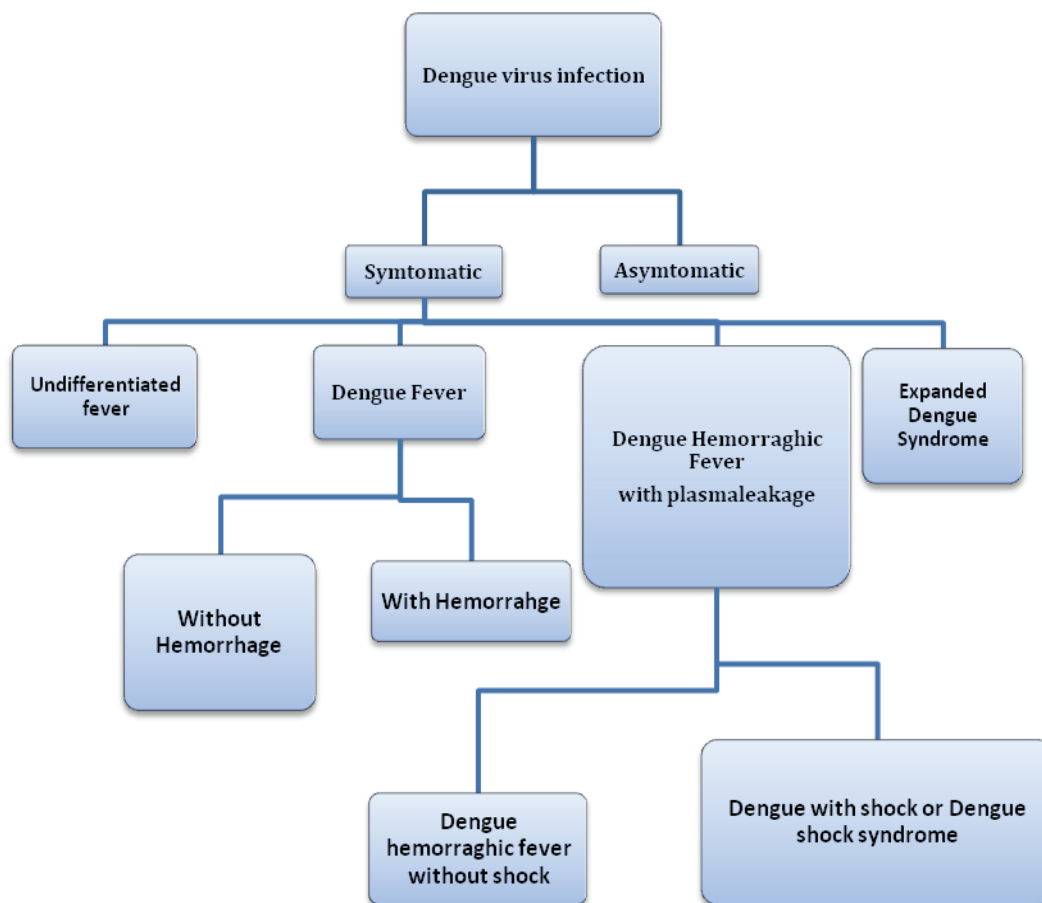 Dengue virus infection
Symtomatic
Asymtomatic
Undifferentiated
fever
Dengue Fever
Dengue Hemorraghic
Fever
with plasmaleakage
Expanded
Dengue
Syndrome
Without
Hemorrhage
With Hemorrahge
Dengue
hemorraghic fever
without shock
Dengue with shock or Dengue
shock syndrome